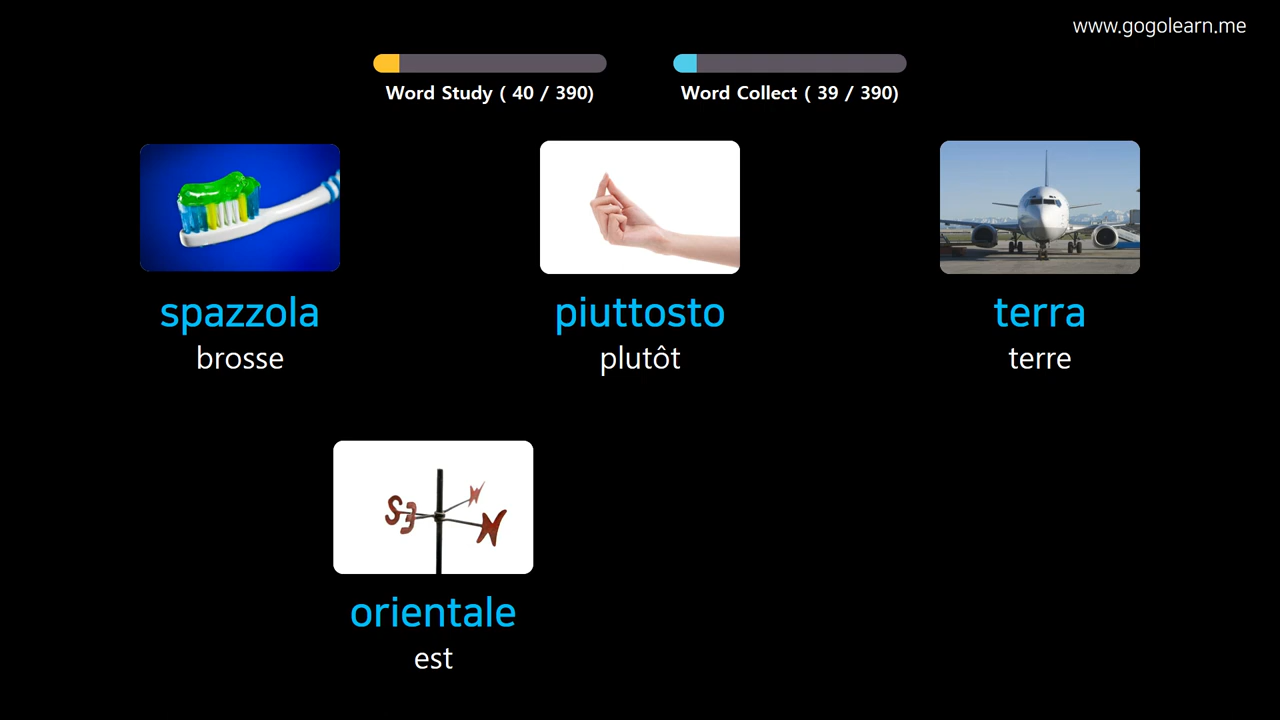 www.gogolearn.me
Word Study ( 40 / 390)
Word Collect ( 39 / 390)
spazzola
brosse
piuttosto
plutôt
terra
terre
orientale
est